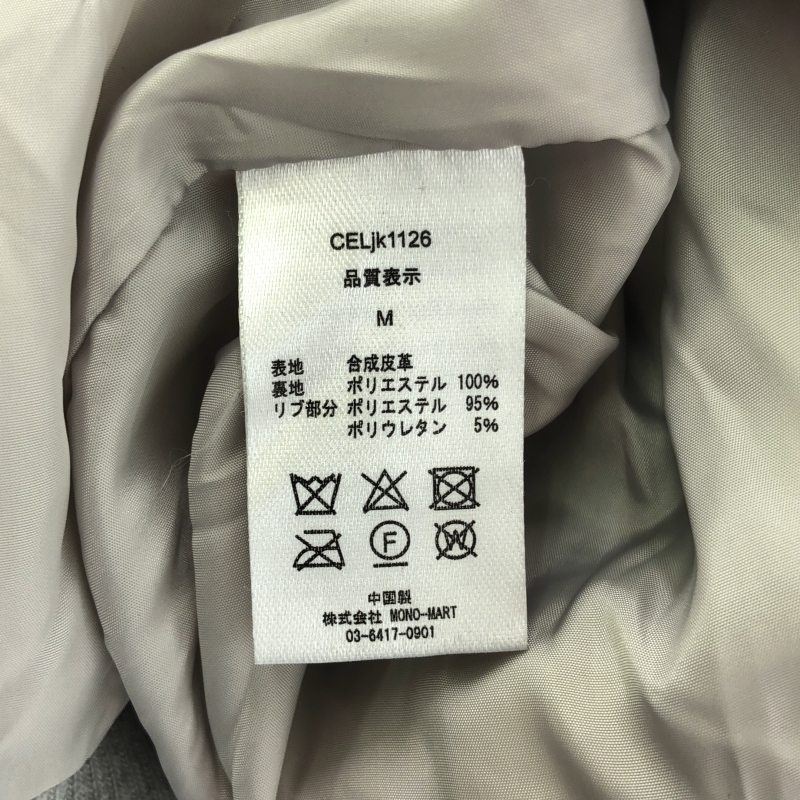 CELjk1126
品質表示
M
表地 合成皮革
裏地 ポリエステル 100%
リブ部分 ポリエステル 95%
ポリウレタン 5%
F
W
中国製
株式会社 MONO-MART
03-6417-0901